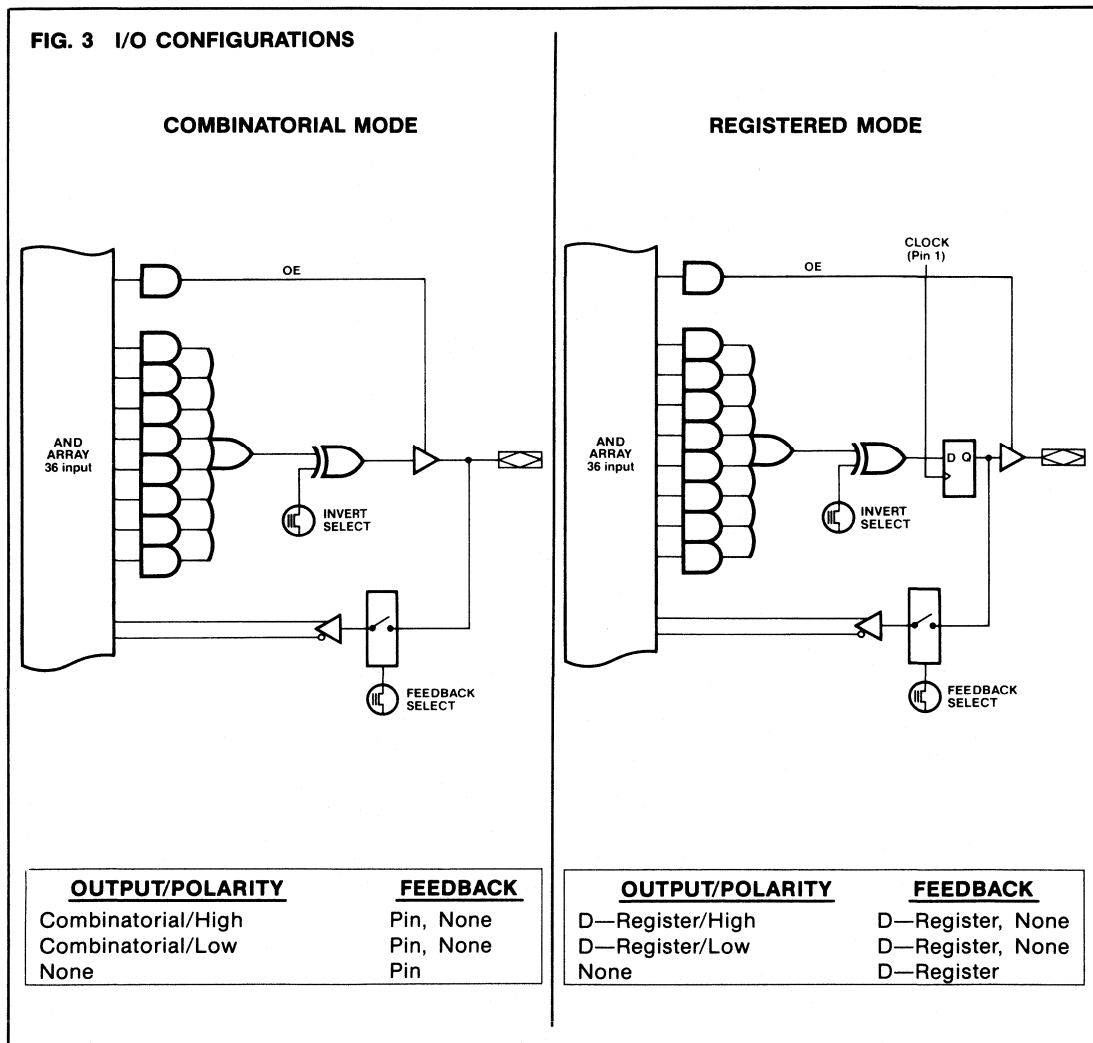 FIG. 3 I/O CONFIGURATIONS
COMBINATORIAL MODE
OE
AND
ARRAY
36 input
INVERT
SELECT
FEEDBACK
SELECT
OUTPUT/POLARITY FEEDBACK
Combinatorial/High Pin, None
Combinatorial/Low Pin, None
None Pin
REGISTERED MODE
CLOCK
(Pin 1)
OE
AND
ARRAY
36 input
D Q
INVERT
SELECT
FEEDBACK
SELECT
OUTPUT/POLARITY FEEDBACK
D—Register/High D—Register, None
D—Register/Low D—Register, None
None D—Register